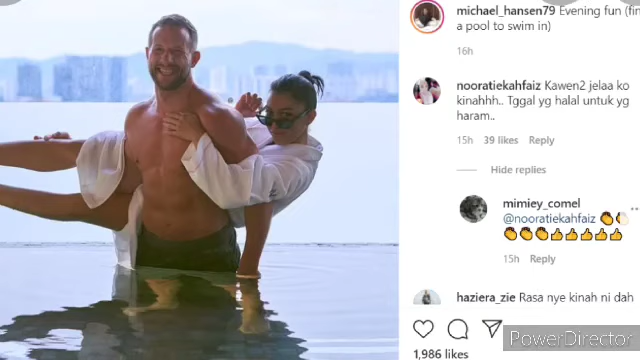 michael_hansen79 Evening fun (fin
a pool to swim in)
16h
nooratiekahfaiz Kawen2 jelaa ko
kinahhh.. Tggal yg halal untuk yg
haram..
15h 39 likes Reply
Hide replies
mimiey_comel
@nooratiekahfaiz 👏👏
👏👏👏👍👍👍👍👍
15h Reply
haziera_zie Rasa nye kinah ni dah
1,986 likes
PowerDirector